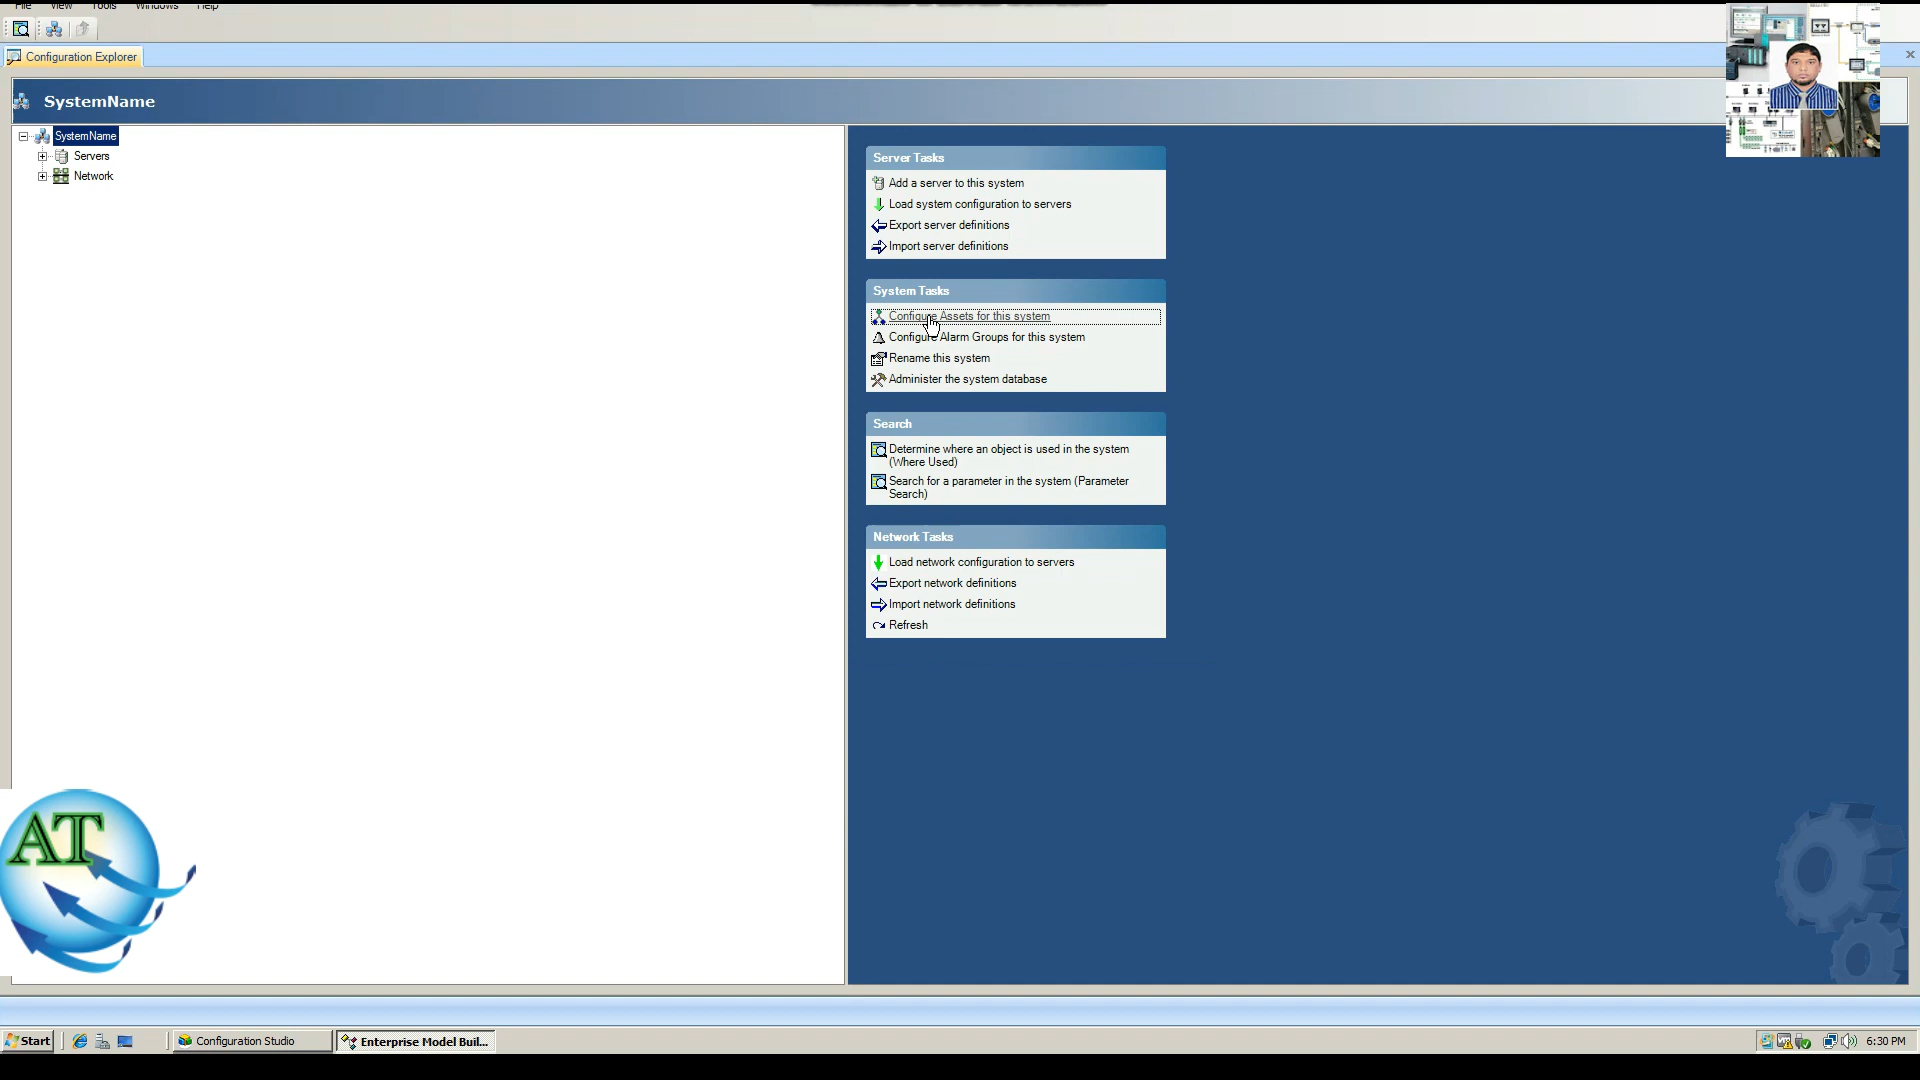 File View Tools Windows Help
Configuration Explorer
SystemName
SystemName
Servers
Network
Server Tasks
Add a server to this system
Load system configuration to servers
Export server definitions
Import server definitions
System Tasks
Configure Assets for this system
Configure Alarm Groups for this system
Rename this system
Administer the system database
Search
Determine where an object is used in the system
(Where Used)
Search for a parameter in the system (Parameter
Search)
Network Tasks
Load network configuration to servers
Export network definitions
Import network definitions
Refresh
AT
Start
Configuration Studio
Enterprise Model Buil...
6:30 PM